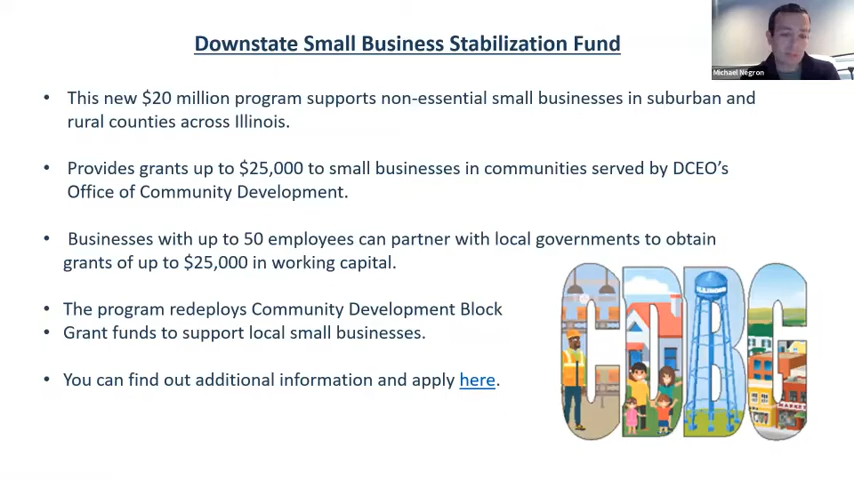 Downstate Small Business Stabilization Fund
Michael Negron
• This new $20 million program supports non-essential small businesses in suburban and
rural counties across Illinois.
• Provides grants up to $25,000 to small businesses in communities served by DCEO's
Office of Community Development.
• Businesses with up to 50 employees can partner with local governments to obtain
grants of up to $25,000 in working capital.
• The program redeploys Community Development Block
• Grant funds to support local small businesses.
• You can find out additional information and apply here.
CDBG
ILLINOIS
MARKET